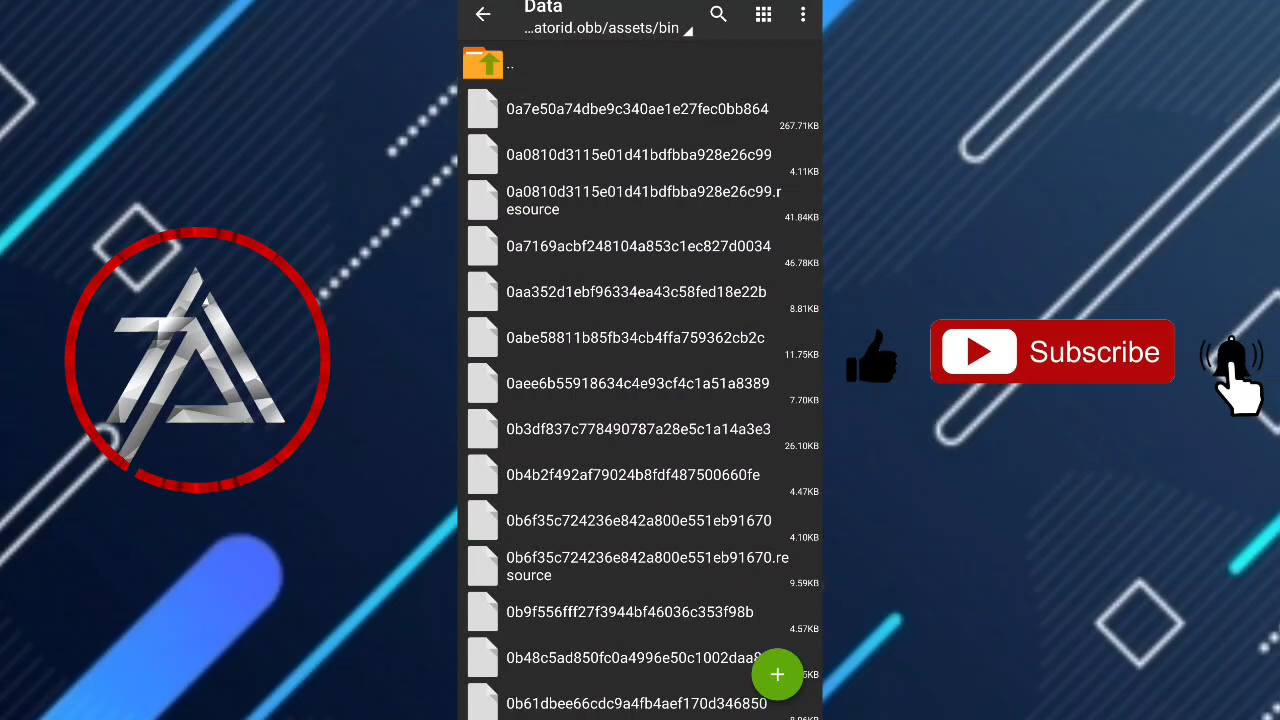 Data
...atorid.obb/assets/bin
..
0a7e50a74dbe9c340ae1e27fec0bb864
267.71KB
0a0810d3115e01d41bdfbba928e26c99
4.11KB
0a0810d3115e01d41bdfbba928e26c99.r
esource
41.84KB
0a7169acbf248104a853c1ec827d0034
46.78KB
0aa352d1ebf96334ea43c58fed18e22b
8.81KB
0abe58811b85fb34cb4ffa759362cb2c
11.75KB
0aee6b55918634c4e93cf4c1a51a8389
7.70KB
0b3df837c778490787a28e5c1a14a3e3
26.10KB
0b4b2f492af79024b8fdf487500660fe
4.47KB
0b6f35c724236e842a800e551eb91670
4.10KB
0b6f35c724236e842a800e551eb91670.re
source
9.59KB
0b9f556fff27f3944bf46036c353f98b
4.57KB
0b48c5ad850fc0a4996e50c1002daa
0b61dbee66cdc9a4fb4aef170d346850
Subscribe